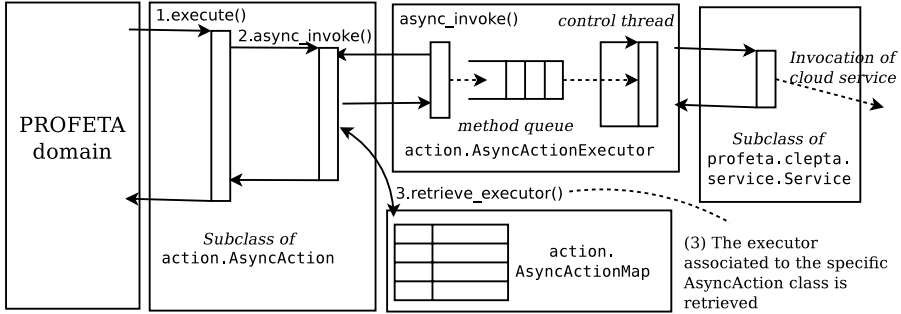 PROFETA
domain
1.execute()
2.async_invoke()
Subclass of
action.AsyncAction
async_invoke()
control thread
method queue
action.AsyncActionExecutor
Invocation of
cloud service
Subclass of
profeta.clepta.
service.Service
3.retrieve_executor()
action.
AsyncActionMap
(3) The executor
associated to the specific
AsyncAction class is
retrieved